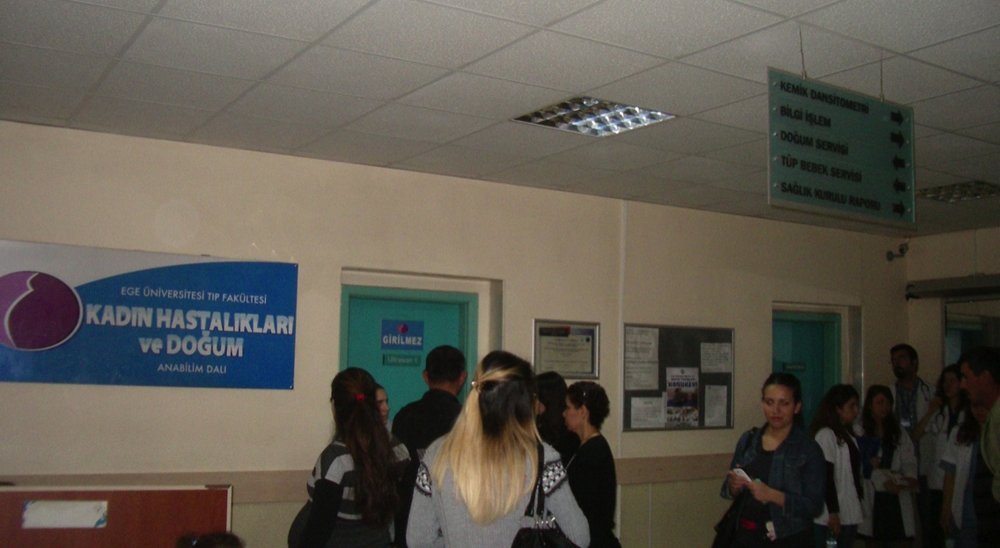 KEMİK DANSİTOMETRİ
BİLGİ İŞLEM
DOĞUM SERVİSİ
TÜP BEBEK SERVİSİ
SAĞLIK KURULU RAPORU
EGE ÜNİVERSİTESİ TIP FAKÜLTESİ
KADIN HASTALIKLARI
ve DOĞUM
ANABİLİM DALI
GİRİLMEZ